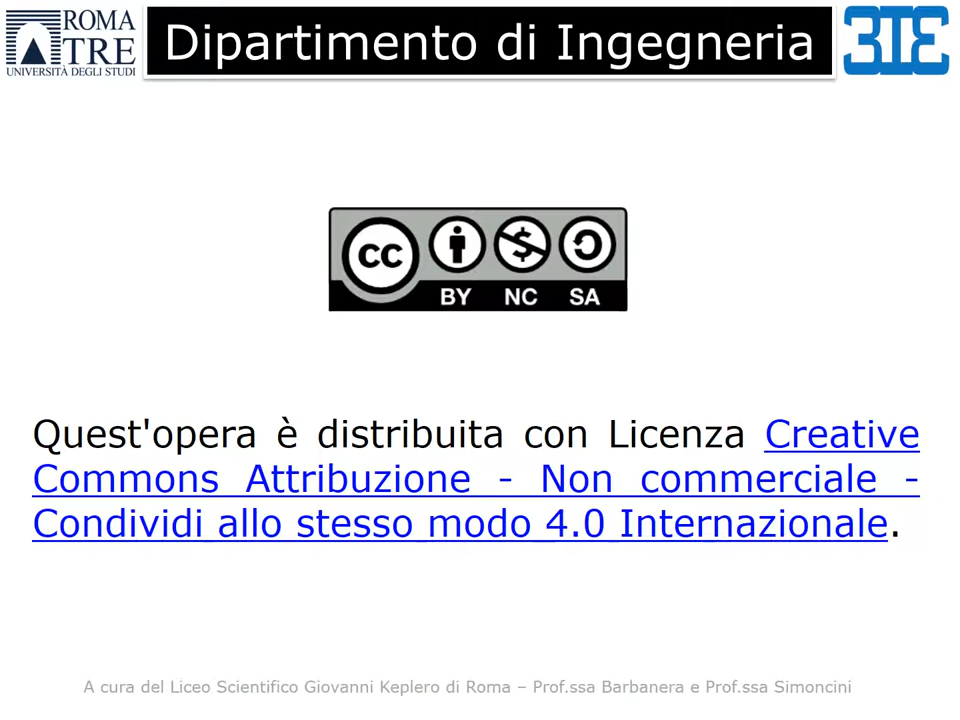 ROMA
TRE
UNIVERSITÀ DEGLI STUDI
Dipartimento di Ingegneria
3TE
CC
BY NC SA
Quest'opera è distribuita con Licenza Creative
Commons Attribuzione - Non commerciale -
Condividi allo stesso modo 4.0 Internazionale.
A cura del Liceo Scientifico Giovanni Keplero di Roma – Prof.ssa Barbanera e Prof.ssa Simoncini